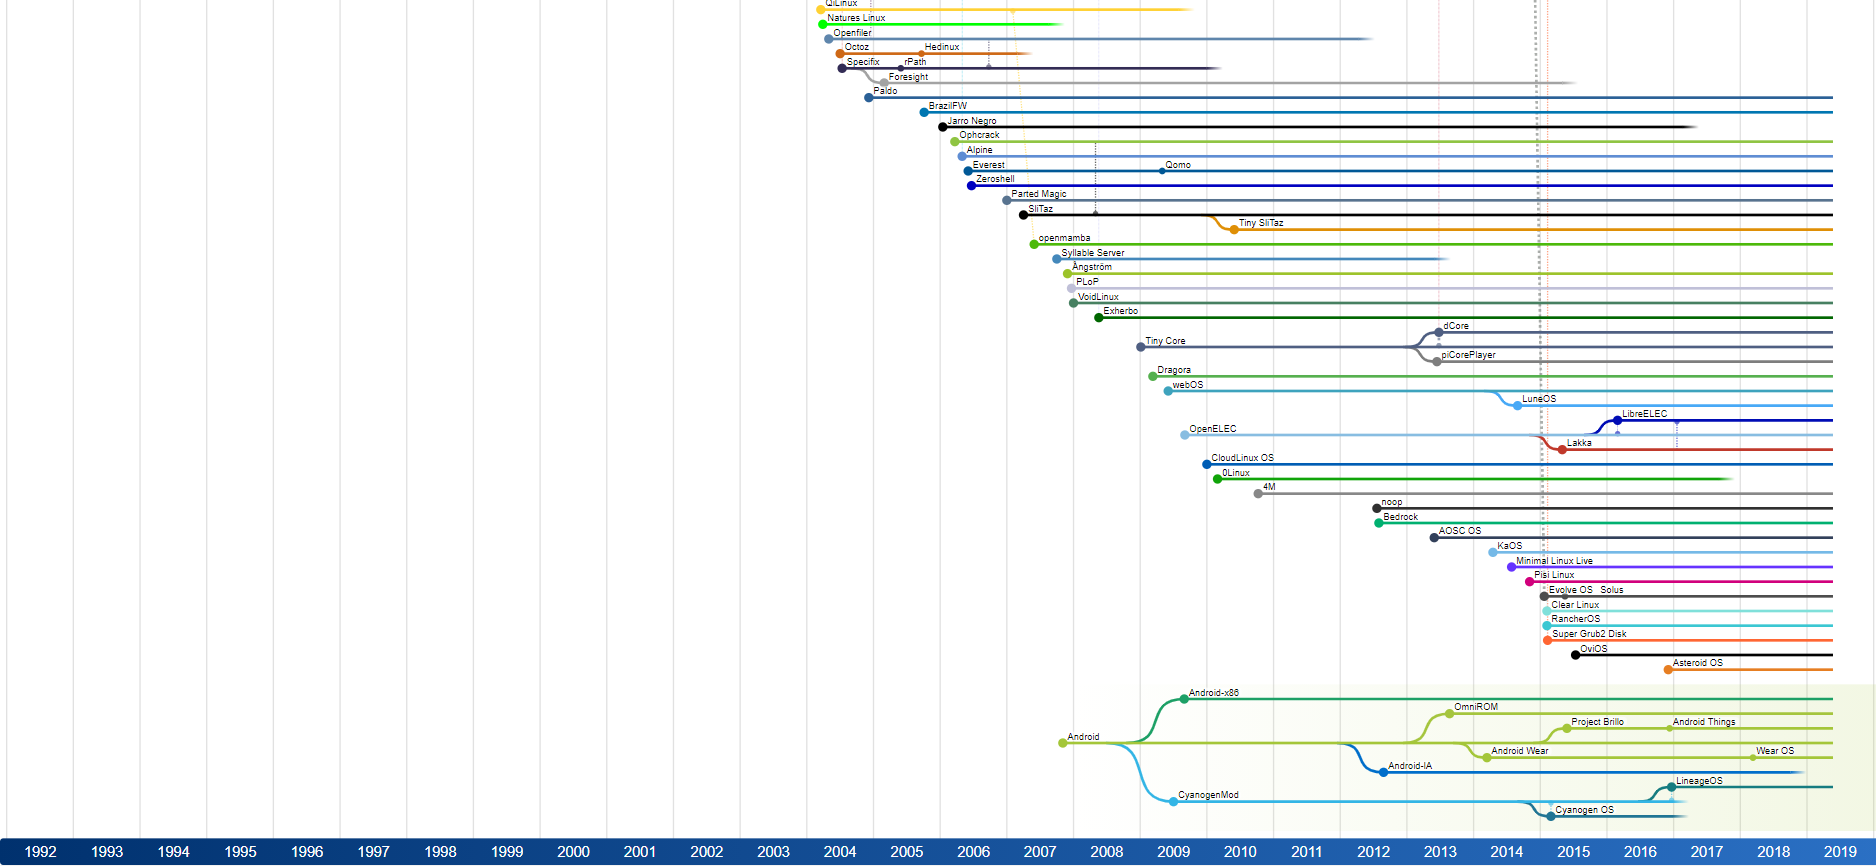 QiLinux
Natures Linux
Openfiler
Octoz Hedinux
Specifix rPath
Foresight
Paldo
BrazilFW
Jarro Negro
Ophcrack
Alpine
Everest Qomo
Zeroshell
Parted Magic
SliTaz
Tiny SliTaz
openmamba
Syllable Server
Ångström
PLoP
VoidLinux
Exherbo
dCore
Tiny Core
piCorePlayer
Dragora
webOS
LuneOS
LibreELEC
OpenELEC
Lakka
CloudLinux OS
0Linux
4M
noop
Bedrock
AOSC OS
KaOS
Minimal Linux Live
Pisi Linux
Evolve OS Solus
Clear Linux
RancherOS
Super Grub2 Disk
OviOS
Asteroid OS
Android-x86
OmniROM
Project Brillo Android Things
Android
Android Wear Wear OS
Android-IA
LineageOS
CyanogenMod
Cyanogen OS
1992 1993 1994 1995 1996 1997 1998 1999 2000 2001 2002 2003 2004 2005 2006 2007 2008 2009 2010 2011 2012 2013 2014 2015 2016 2017 2018 2019